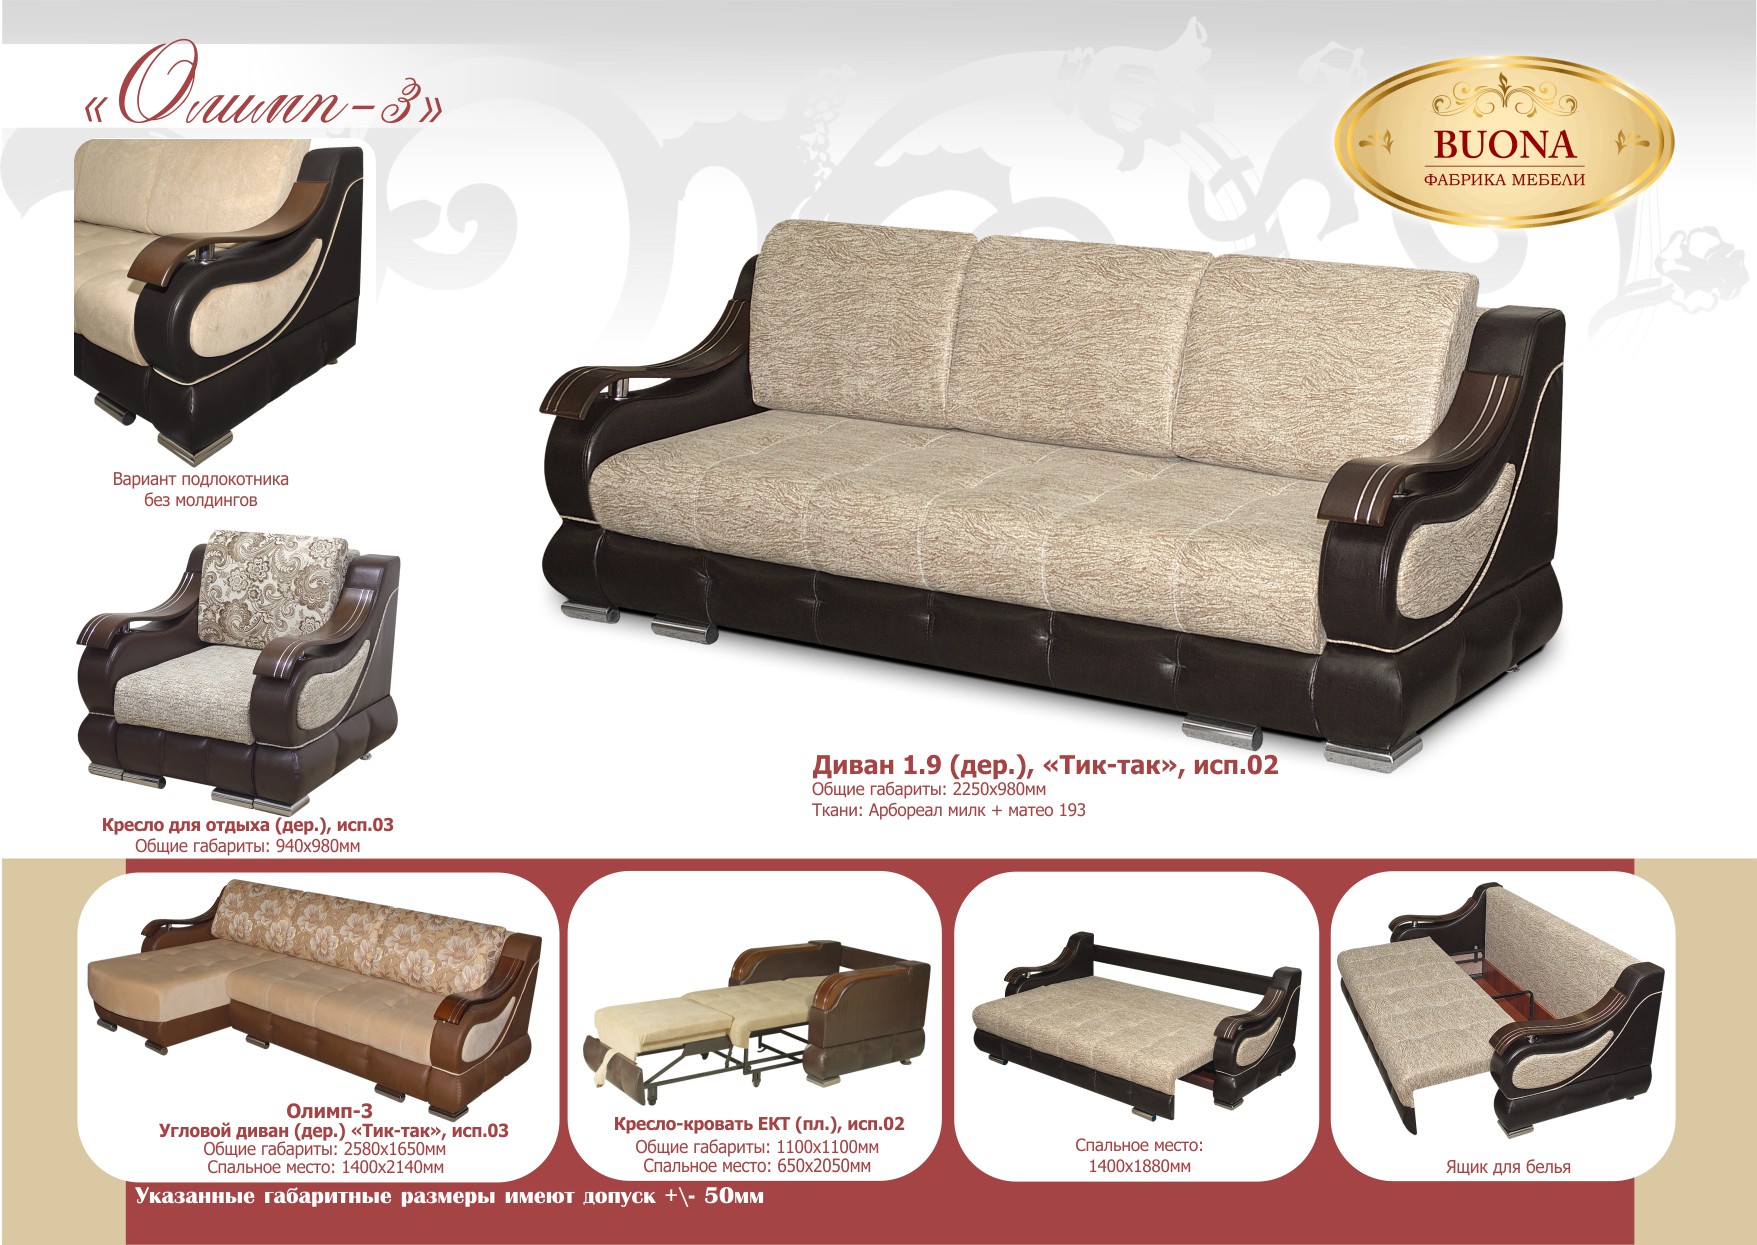 «Олимп-3»
BUONA
ФАБРИКА МЕБЕЛИ
Вариант подлокотника
без молдингов
Кресло для отдыха (дер.), исп.03
Общие габариты: 940х980мм
Диван 1.9 (дер.), «Тик-так», исп.02
Общие габариты: 2250х980мм
Ткани: Арбореал милк + матео 193
Олимп-3
Угловой диван (дер.) «Тик-так», исп.03
Общие габариты: 2580х1650мм
Спальное место: 1400х2140мм
Кресло-кровать ЕКТ (пл.), исп.02
Общие габариты: 1100х1100мм
Спальное место: 650х2050мм
Спальное место:
1400х1880мм
Ящик для белья
Указанные габаритные размеры имеют допуск +\- 50мм